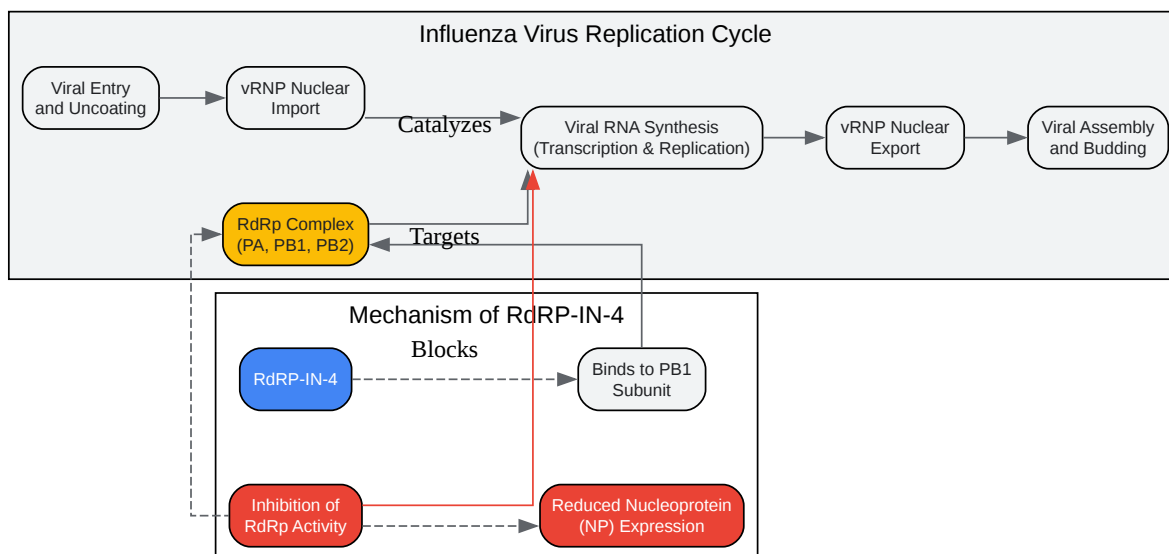 Influenza Virus Replication Cycle
Viral Entry
and Uncoating
vRNP Nuclear
Import
Catalyzes
Viral RNA Synthesis
(Transcription & Replication)
vRNP Nuclear
Export
Viral Assembly
and Budding
RdRp Complex
(PA, PB1, PB2)
Targets
Mechanism of RdRP-IN-4
Blocks
RdRP-IN-4
Binds to PB1
Subunit
Inhibition of
RdRp Activity
Reduced Nucleoprotein
(NP) Expression